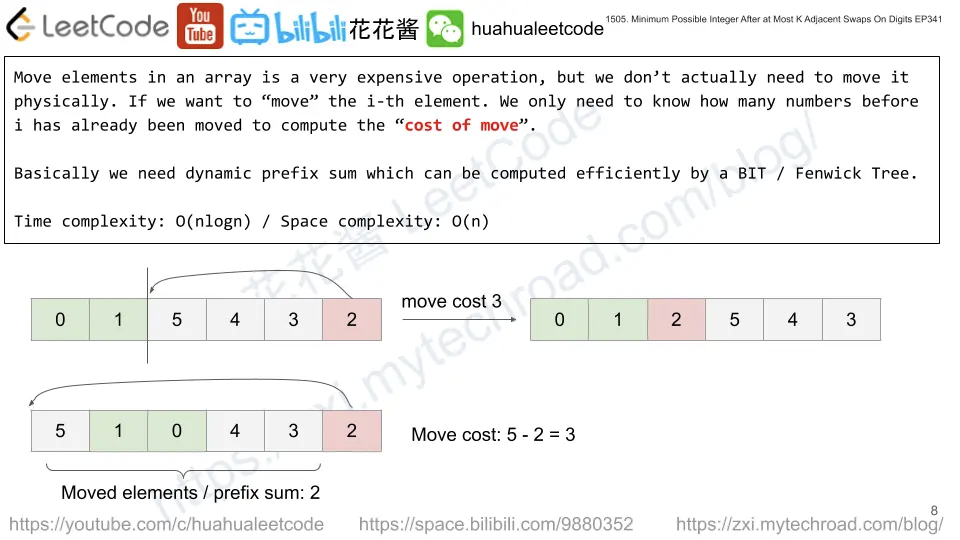 LeetCode You Tube bilibili 花花酱 huahualeetcode
1505. Minimum Possible Integer After at Most K Adjacent Swaps On Digits EP341
Move elements in an array is a very expensive operation, but we don’t actually need to move it
physically. If we want to “move” the i-th element. We only need to know how many numbers before
i has already been moved to compute the “cost of move”.
Basically we need dynamic prefix sum which can be computed efficiently by a BIT / Fenwick Tree.
Time complexity: O(nlogn) / Space complexity: O(n)
花花酱 LeetCode
https://zxi.mytechroad.com/blog/
0 1 5 4 3 2
move cost 3
0 1 2 5 4 3
5 1 0 4 3 2
Move cost: 5 - 2 = 3
Moved elements / prefix sum: 2
8
https://youtube.com/c/huahualeetcode https://space.bilibili.com/9880352 https://zxi.mytechroad.com/blog/